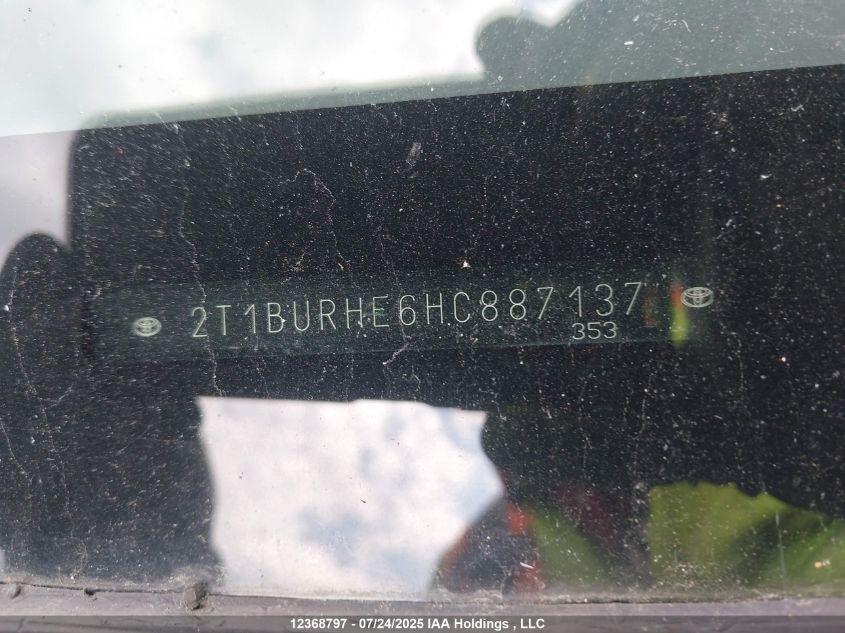 2T1BURHE6HC887137
353
12368797 - 07/24/2025 IAA Holdings , LLC